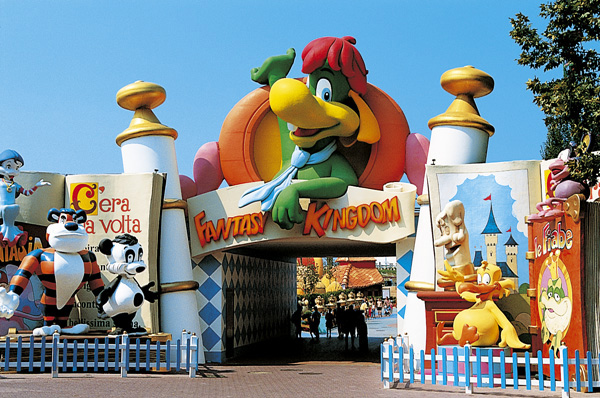 FANTASY KINGDOM
C'era
a volta
le Fiabe